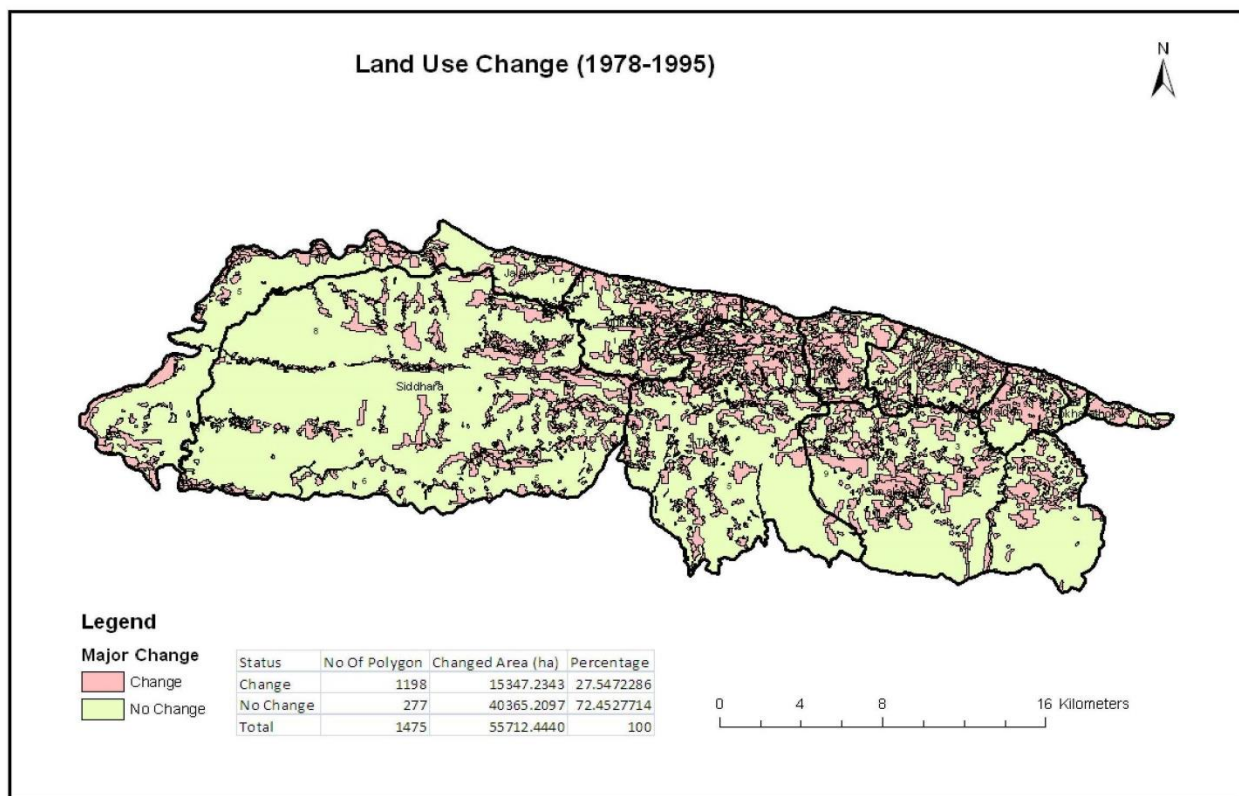 Land Use Change (1978-1995)
N
Siddhara
Legend
Major Change
Change
No Change
Status No Of Polygon Changed Area (ha) Percentage
Change 1198 15347.2343 27.5472286
No Change 277 40365.2097 72.4527714
Total 1475 55712.4440 100
0 4 8 16 Kilometers